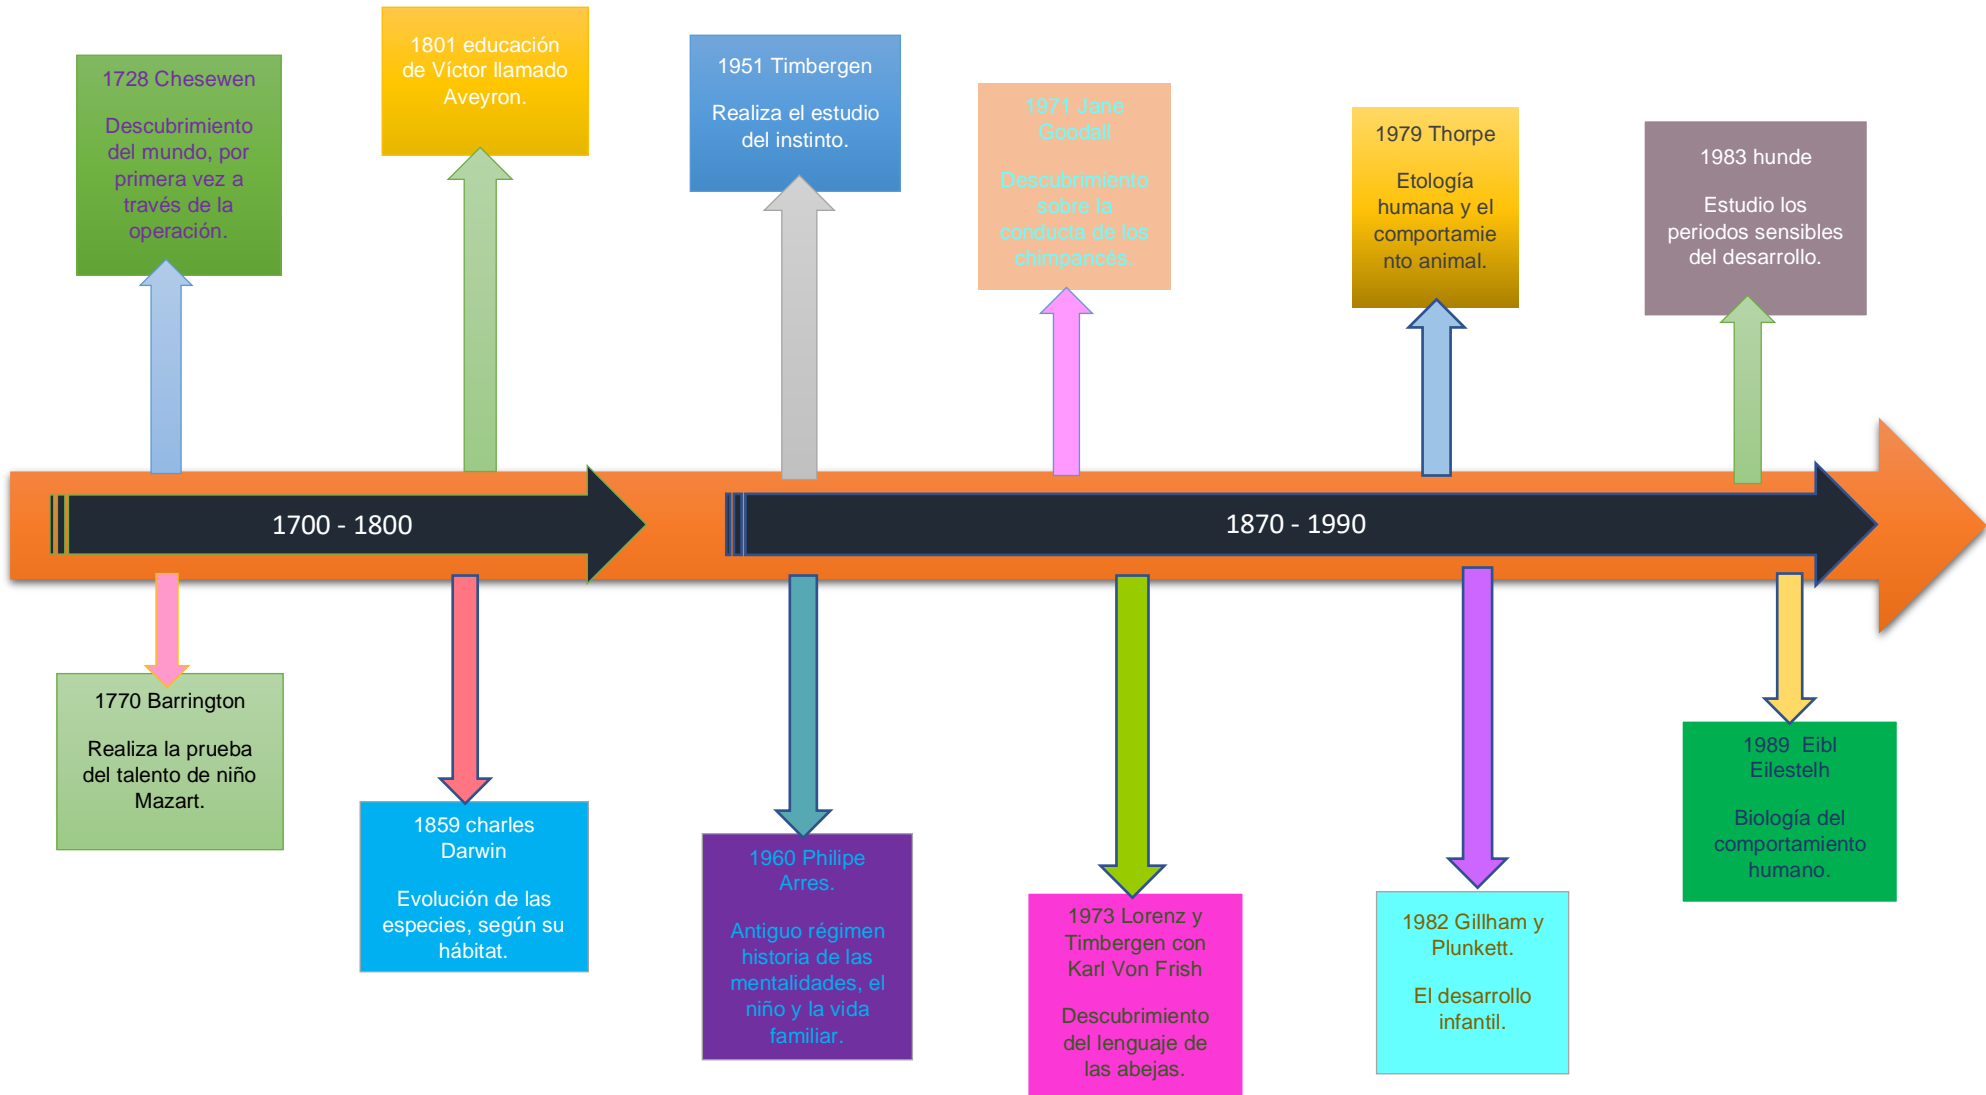 1728 Chesewen
Descubrimiento
del mundo, por
primera vez a
través de la
operación.
1801 educación
de Víctor llamado
Aveyron.
1951 Timbergen
Realiza el estudio
del instinto.
1971 Jane
Goodall
Descubrimiento
sobre la
conducta de los
chimpancés.
1979 Thorpe
Etología
humana y el
comportamie
nto animal.
1983 hunde
Estudio los
periodos sensibles
del desarrollo.
1700 - 1800
1870 - 1990
1770 Barrington
Realiza la prueba
del talento de niño
Mazart.
1859 charles
Darwin
Evolución de las
especies, según su
hábitat.
1960 Philipe
Arres.
Antiguo régimen
historia de las
mentalidades, el
niño y la vida
familiar.
1973 Lorenz y
Timbergen con
Karl Von Frish
Descubrimiento
del lenguaje de
las abejas.
1982 Gillham y
Plunkett.
El desarrollo
infantil.
1989  Eibl
Eilestelh
Biología del
comportamiento
humano.